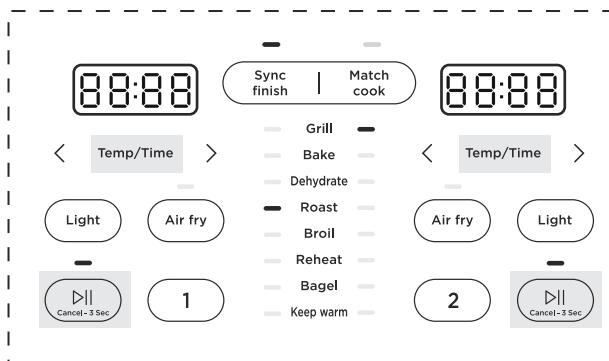 88:88
Sync finish
Match cook
88:88
Temp/Time
Temp/Time
Grill
Bake
Dehydrate
Roast
Broil
Reheat
Bagel
Keep warm
Light
Air fry
Air fry
Light
Cancel - 3 Sec
1
2
Cancel - 3 Sec